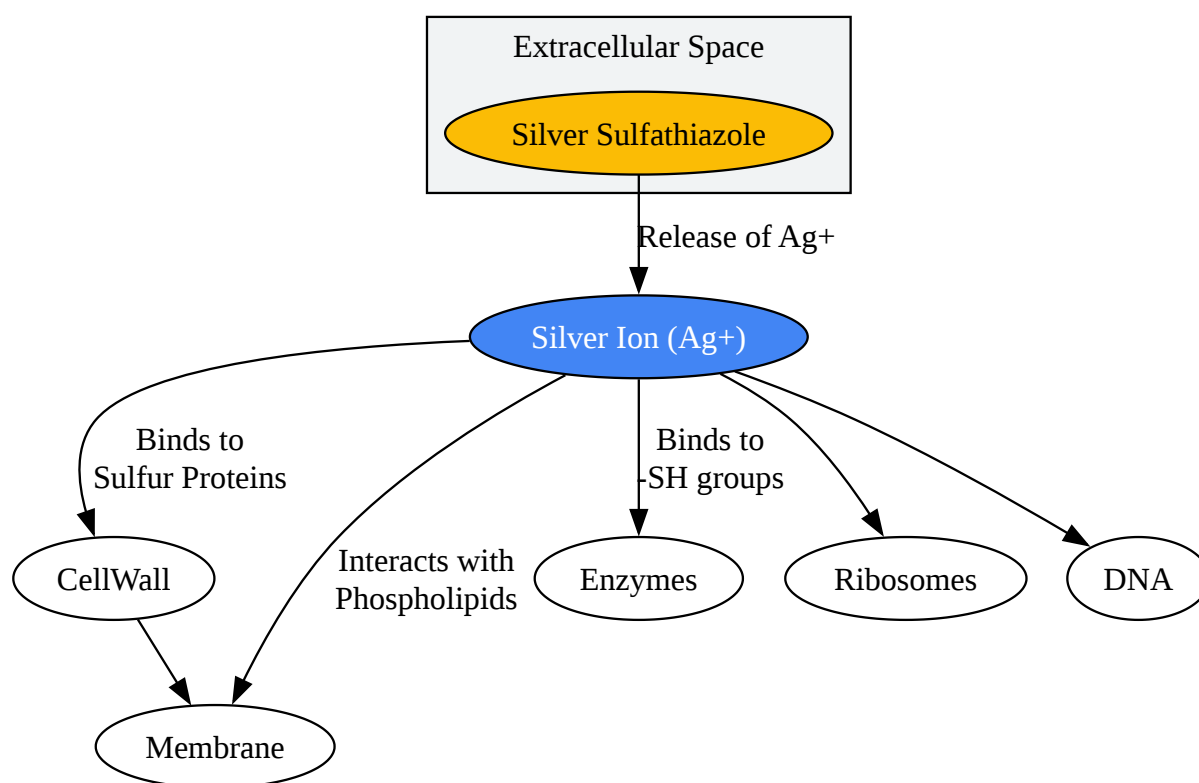 Extracellular Space
Silver Sulfathiazole
Release of Ag+
Silver Ion (Ag+)
Binds to
Sulfur Proteins
Binds to
-SH groups
Interacts with
Phospholipids
CellWall
Enzymes
Ribosomes
DNA
Membrane